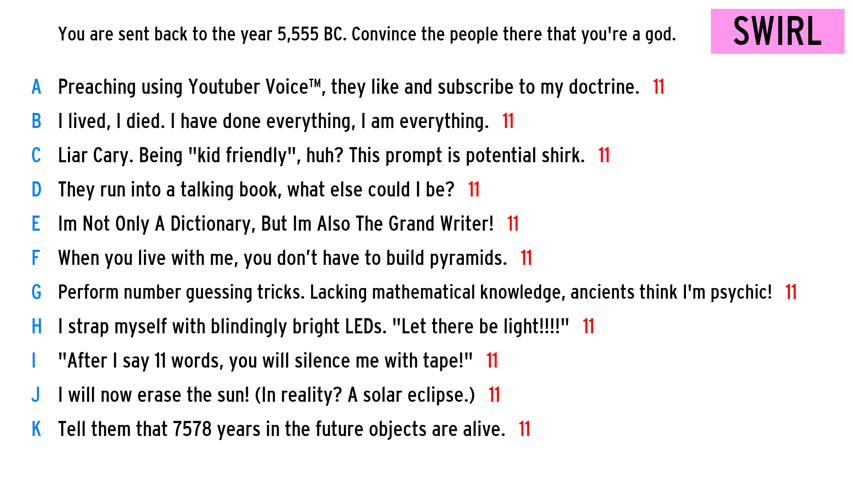 You are sent back to the year 5,555 BC. Convince the people there that you're a god.
SWIRL
A Preaching using Youtuber Voice™, they like and subscribe to my doctrine. 11
B I lived, I died. I have done everything, I am everything. 11
C Liar Cary. Being "kid friendly", huh? This prompt is potential shirk. 11
D They run into a talking book, what else could I be? 11
E Im Not Only A Dictionary, But Im Also The Grand Writer! 11
F When you live with me, you don’t have to build pyramids. 11
G Perform number guessing tricks. Lacking mathematical knowledge, ancients think I'm psychic! 11
H I strap myself with blindingly bright LEDs. "Let there be light!!!!" 11
I "After I say 11 words, you will silence me with tape!" 11
J I will now erase the sun! (In reality? A solar eclipse.) 11
K Tell them that 7578 years in the future objects are alive. 11